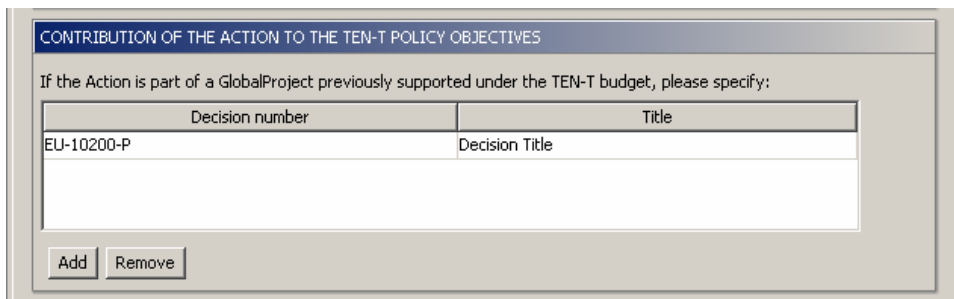 CONTRIBUTION OF THE ACTION TO THE TEN-T POLICY OBJECTIVES
If the Action is part of a GlobalProject previously supported under the TEN-T budget, please specify:
Decision number Title
EU-10200-P Decision Title
Add Remove